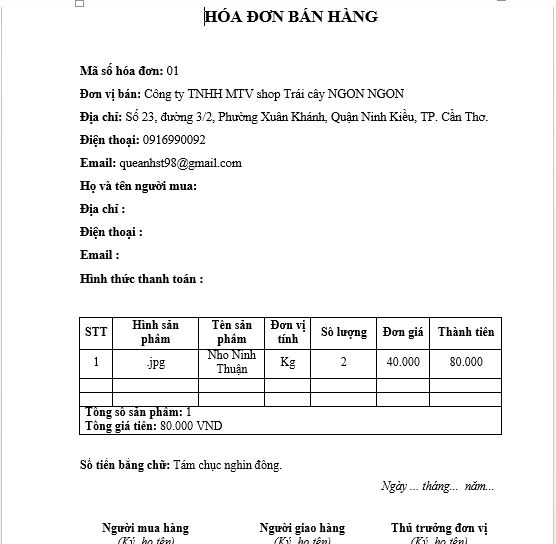 HÓA ĐƠN BÁN HÀNG
Mã số hóa đơn: 01
Đơn vị bán: Công ty TNHH MTV shop Trái cây NGON NGON
Địa chỉ: Số 23, đường 3/2, Phường Xuân Khánh, Quận Ninh Kiều, TP. Cần Thơ.
Điện thoại: 0916990092
Email: queanhst98@gmail.com
Họ và tên người mua:
Địa chỉ :
Điện thoại :
Email :
Hình thức thanh toán :
STT Hình sản phẩm Tên sản phẩm Đơn vị tính Số lượng Đơn giá Thành tiên
1 .jpg Nho Ninh Thuận Kg 2 40.000 80.000
Tổng số sản phẩm: 1
Tổng giá tiền: 80.000 VND
Số tiền bằng chữ: Tám chục nghìn đồng.
Ngày ... tháng... năm...
Người mua hàng Người giao hàng Thủ trưởng đơn vị
(Ký, họ tên) (Ký, họ tên) (Ký, họ tên)